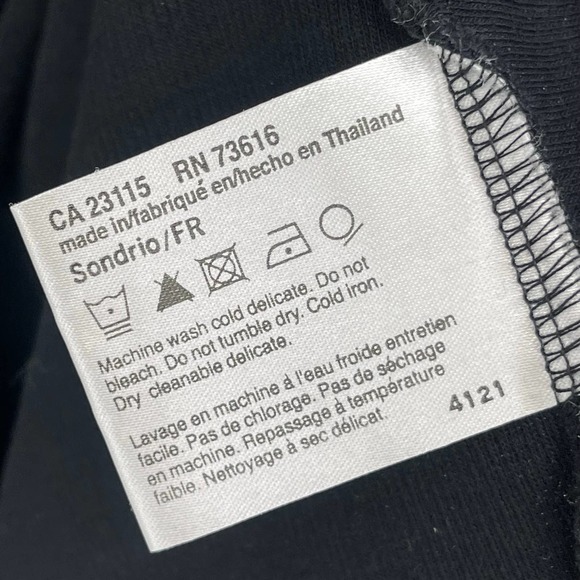 CA 23115 RN 73616
made in/fabriqué en/hecho en Thailand
Sondrio/FR
Machine wash cold delicate. Do not
bleach. Do not tumble dry. Cold iron.
Dry cleanable delicate.
Lavage en machine à l'eau froide entretien
facile. Pas de chlorage. Pas de séchage
en machine. Repassage à température
faible. Nettoyage à sec délicat.
4121